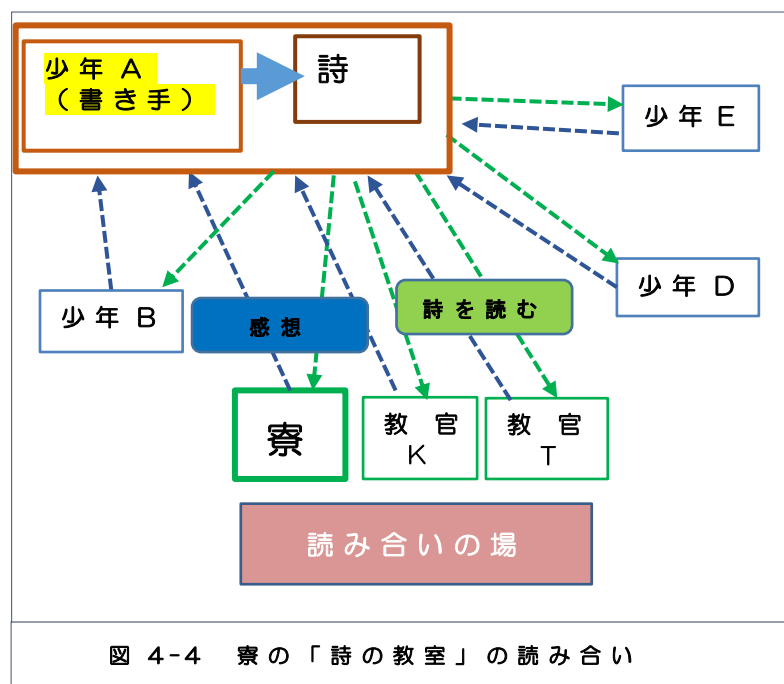 少年A
（書き手）
詩
少年E
少年D
少年B
感想
詩を読む
寮
教官
K
教官
T
読み合いの場
図 4-4 寮の「詩の教室」の読み合い